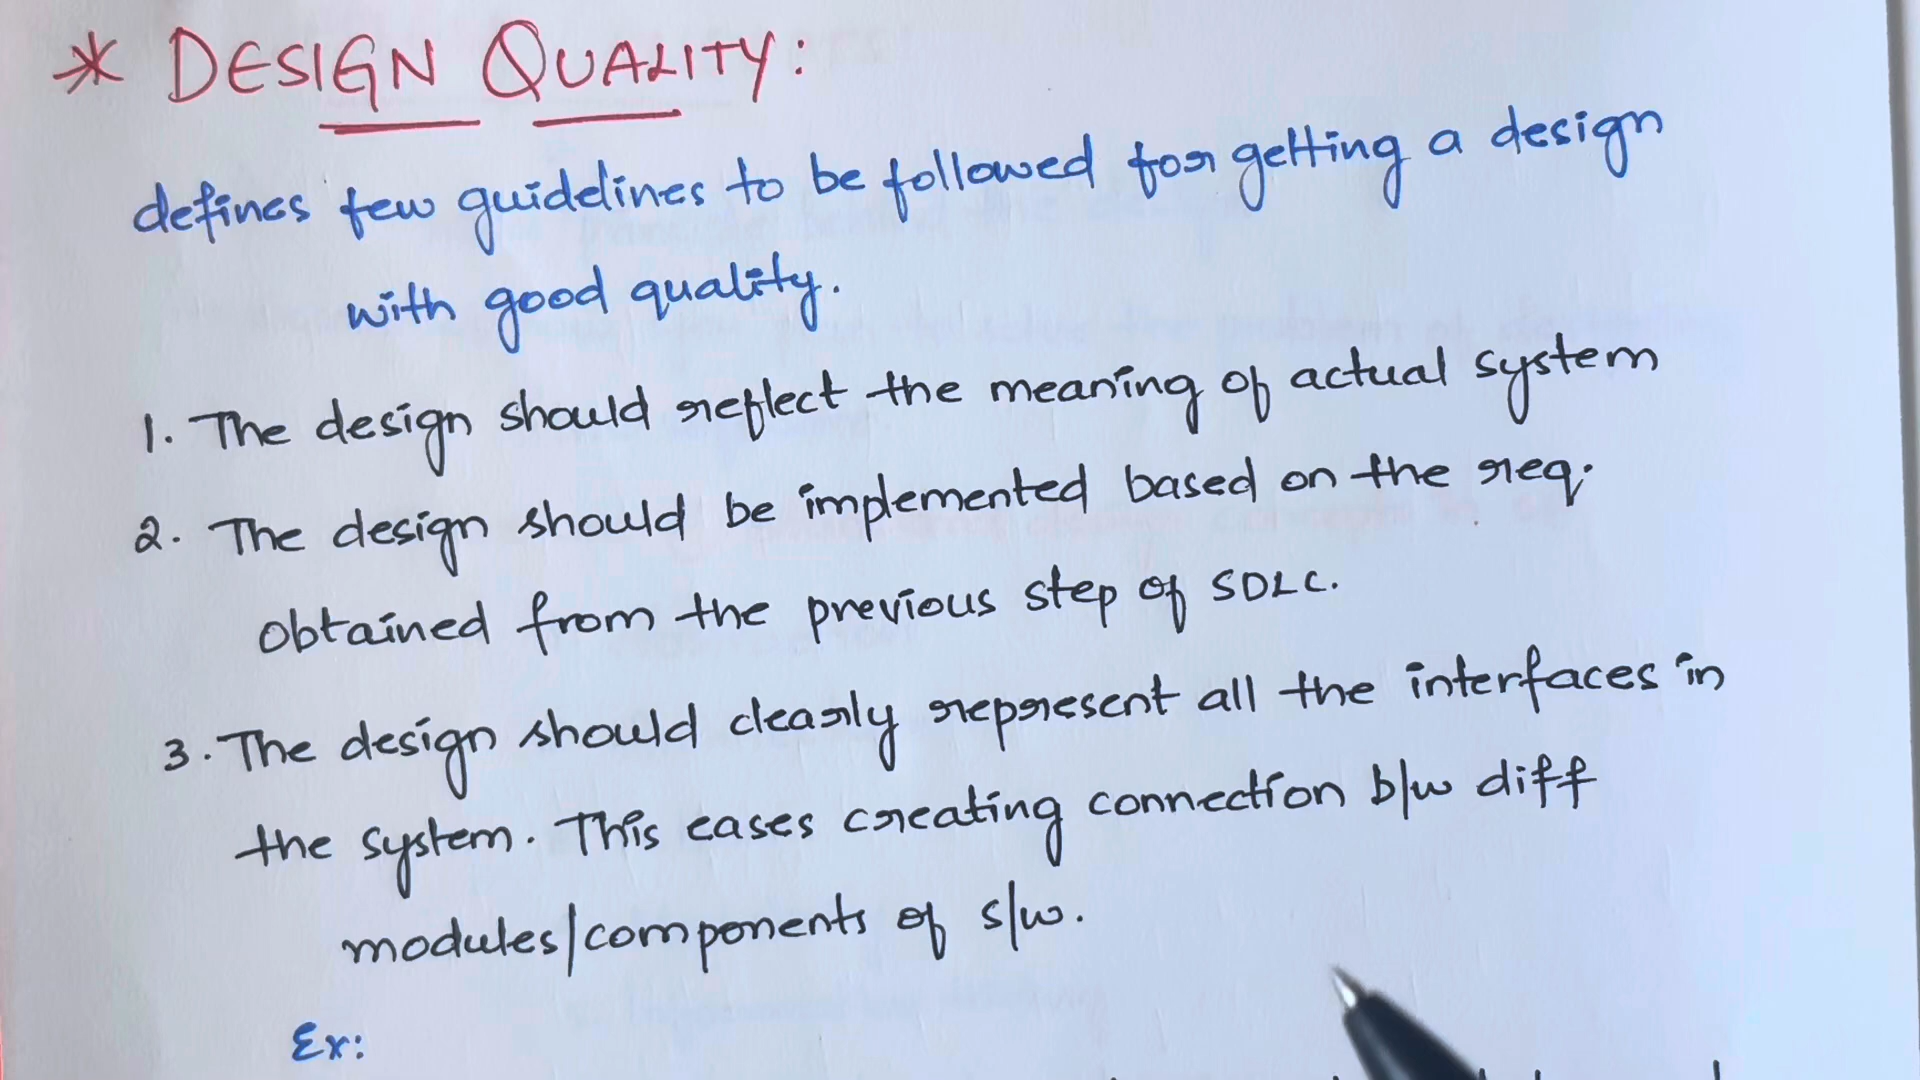 * DESIGN QUALITY:
defines few guidelines to be followed for getting a design
with good quality.
1. The design should reflect the meaning of actual system
2. The design should be implemented based on the req.
obtained from the previous step of SDLC.
3. The design should clearly represent all the interfaces in
the system. This eases creating connection b/w diff
modules/components of s/w.
Ex: